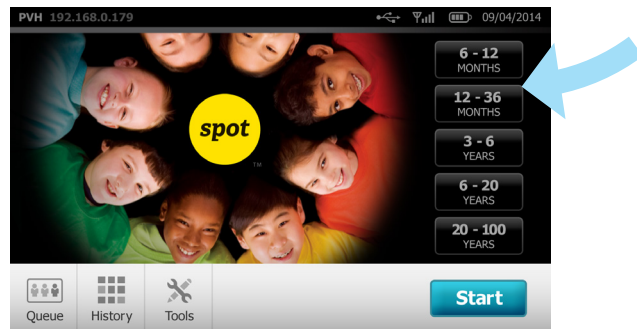 PVH 192.168.0.179
09/04/2014
6 - 12
MONTHS
12 - 36
MONTHS
3 - 6
YEARS
6 - 20
YEARS
20 - 100
YEARS
spot
TM
Queue
History
Tools
Start